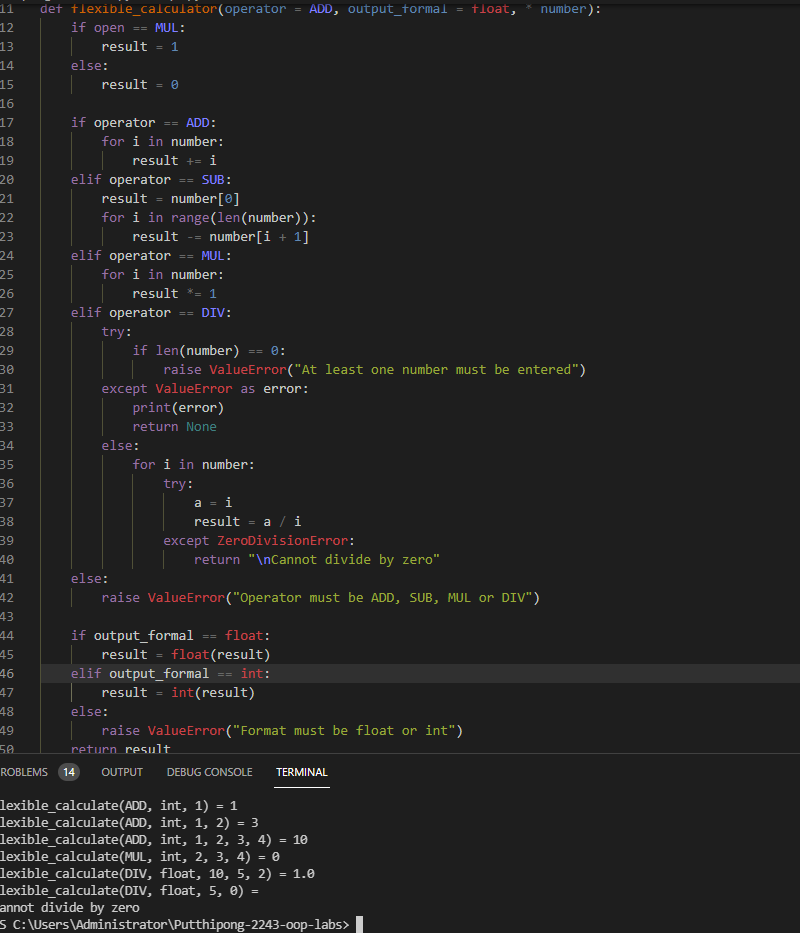 11 def flexible_calculator(operator = ADD, output_formal = float, * number):
12 if open == MUL:
13 result = 1
14 else:
15 result = 0
16
17 if operator == ADD:
18 for i in number:
19 result += i
20 elif operator == SUB:
21 result = number[0]
22 for i in range(len(number)):
23 result -= number[i + 1]
24 elif operator == MUL:
25 for i in number:
26 result *= 1
27 elif operator == DIV:
28 try:
29 if len(number) == 0:
30 raise ValueError("At least one number must be entered")
31 except ValueError as error:
32 print(error)
33 return None
34 else:
35 for i in number:
36 try:
37 a = i
38 result = a / i
39 except ZeroDivisionError:
40 return "\nCannot divide by zero"
41 else:
42 raise ValueError("Operator must be ADD, SUB, MUL or DIV")
43
44 if output_formal == float:
45 result = float(result)
46 elif output_formal == int:
47 result = int(result)
48 else:
49 raise ValueError("Format must be float or int")
50 return result
ROBLEMS 14 OUTPUT DEBUG CONSOLE TERMINAL
lexible_calculate(ADD, int, 1) = 1
lexible_calculate(ADD, int, 1, 2) = 3
lexible_calculate(ADD, int, 1, 2, 3, 4) = 10
lexible_calculate(MUL, int, 2, 3, 4) = 0
lexible_calculate(DIV, float, 10, 5, 2) = 1.0
lexible_calculate(DIV, float, 5, 0) =
annot divide by zero
S C:\Users\Administrator\Putthipong-2243-oop-labs>